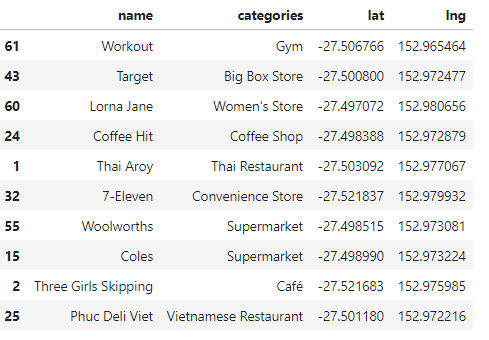 name categories lat lng
61 Workout Gym -27.506766 152.965464
43 Target Big Box Store -27.500800 152.972477
60 Lorna Jane Women's Store -27.497072 152.980656
24 Coffee Hit Coffee Shop -27.498388 152.972879
1 Thai Aroy Thai Restaurant -27.503092 152.977067
32 7-Eleven Convenience Store -27.521837 152.979932
55 Woolworths Supermarket -27.498515 152.973081
15 Coles Supermarket -27.498990 152.973224
2 Three Girls Skipping Café -27.521683 152.975985
25 Phuc Deli Viet Vietnamese Restaurant -27.501180 152.972216